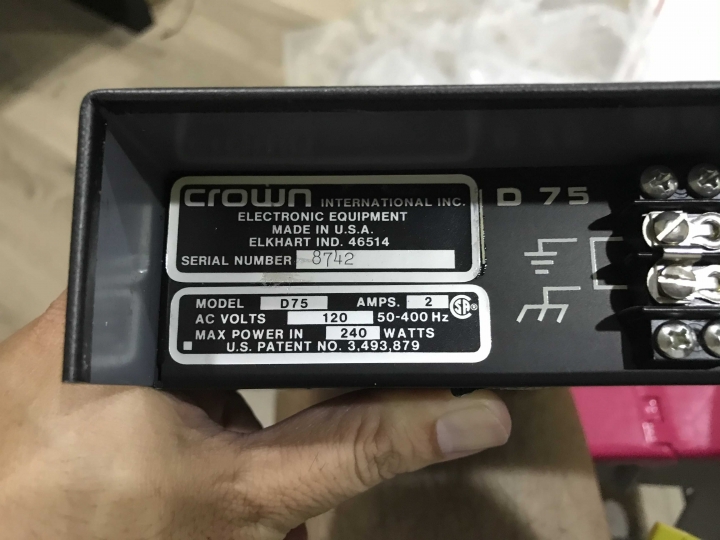 crown INTERNATIONAL INC.
ELECTRONIC EQUIPMENT
MADE IN U.S.A.
ELKHART IND. 46514
SERIAL NUMBER 8742
D 75
MODEL D75 AMPS. 2
AC VOLTS 120 50-400 Hz
MAX POWER IN 240 WATTS
U.S. PATENT NO. 3,493,879
SA®